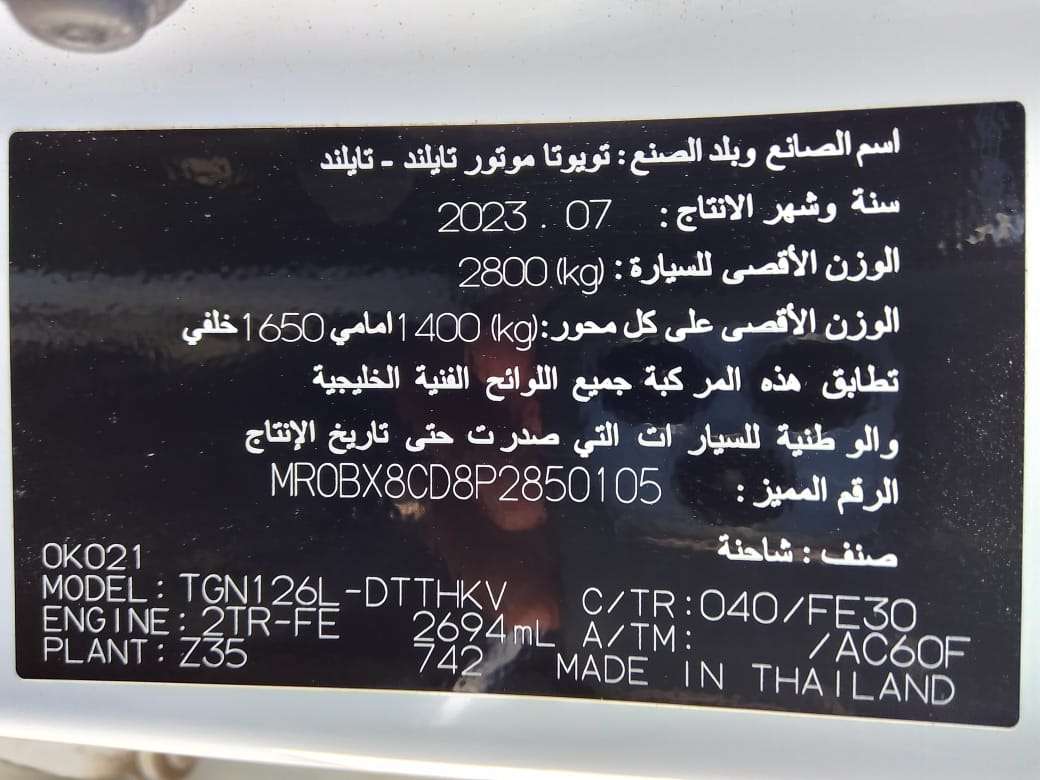 اسم الصانع وبلد الصنع : تويوتا موتور تايلند - تايلند
سنة وشهر الانتاج : 2023 . 07
الوزن الأقصى للسيارة : 2800 (kg)
الوزن الأقصى على كل محور:(kg) 1400 امامي 1650 خلفي
تطابق هذه المركبة جميع اللوائح الفنية الخليجية
والوطنية للسيارات التي صدرت حتى تاريخ الإنتاج
الرقم المميز : MR0BX8CD8P2850105
صنف : شاحنة
0K021
MODEL: TGN126L-DTTHKV C/TR:040/FE30
ENGINE: 2TR-FE 2694mL A/TM: /AC60F
PLANT: Z35 742 MADE IN THAILAND